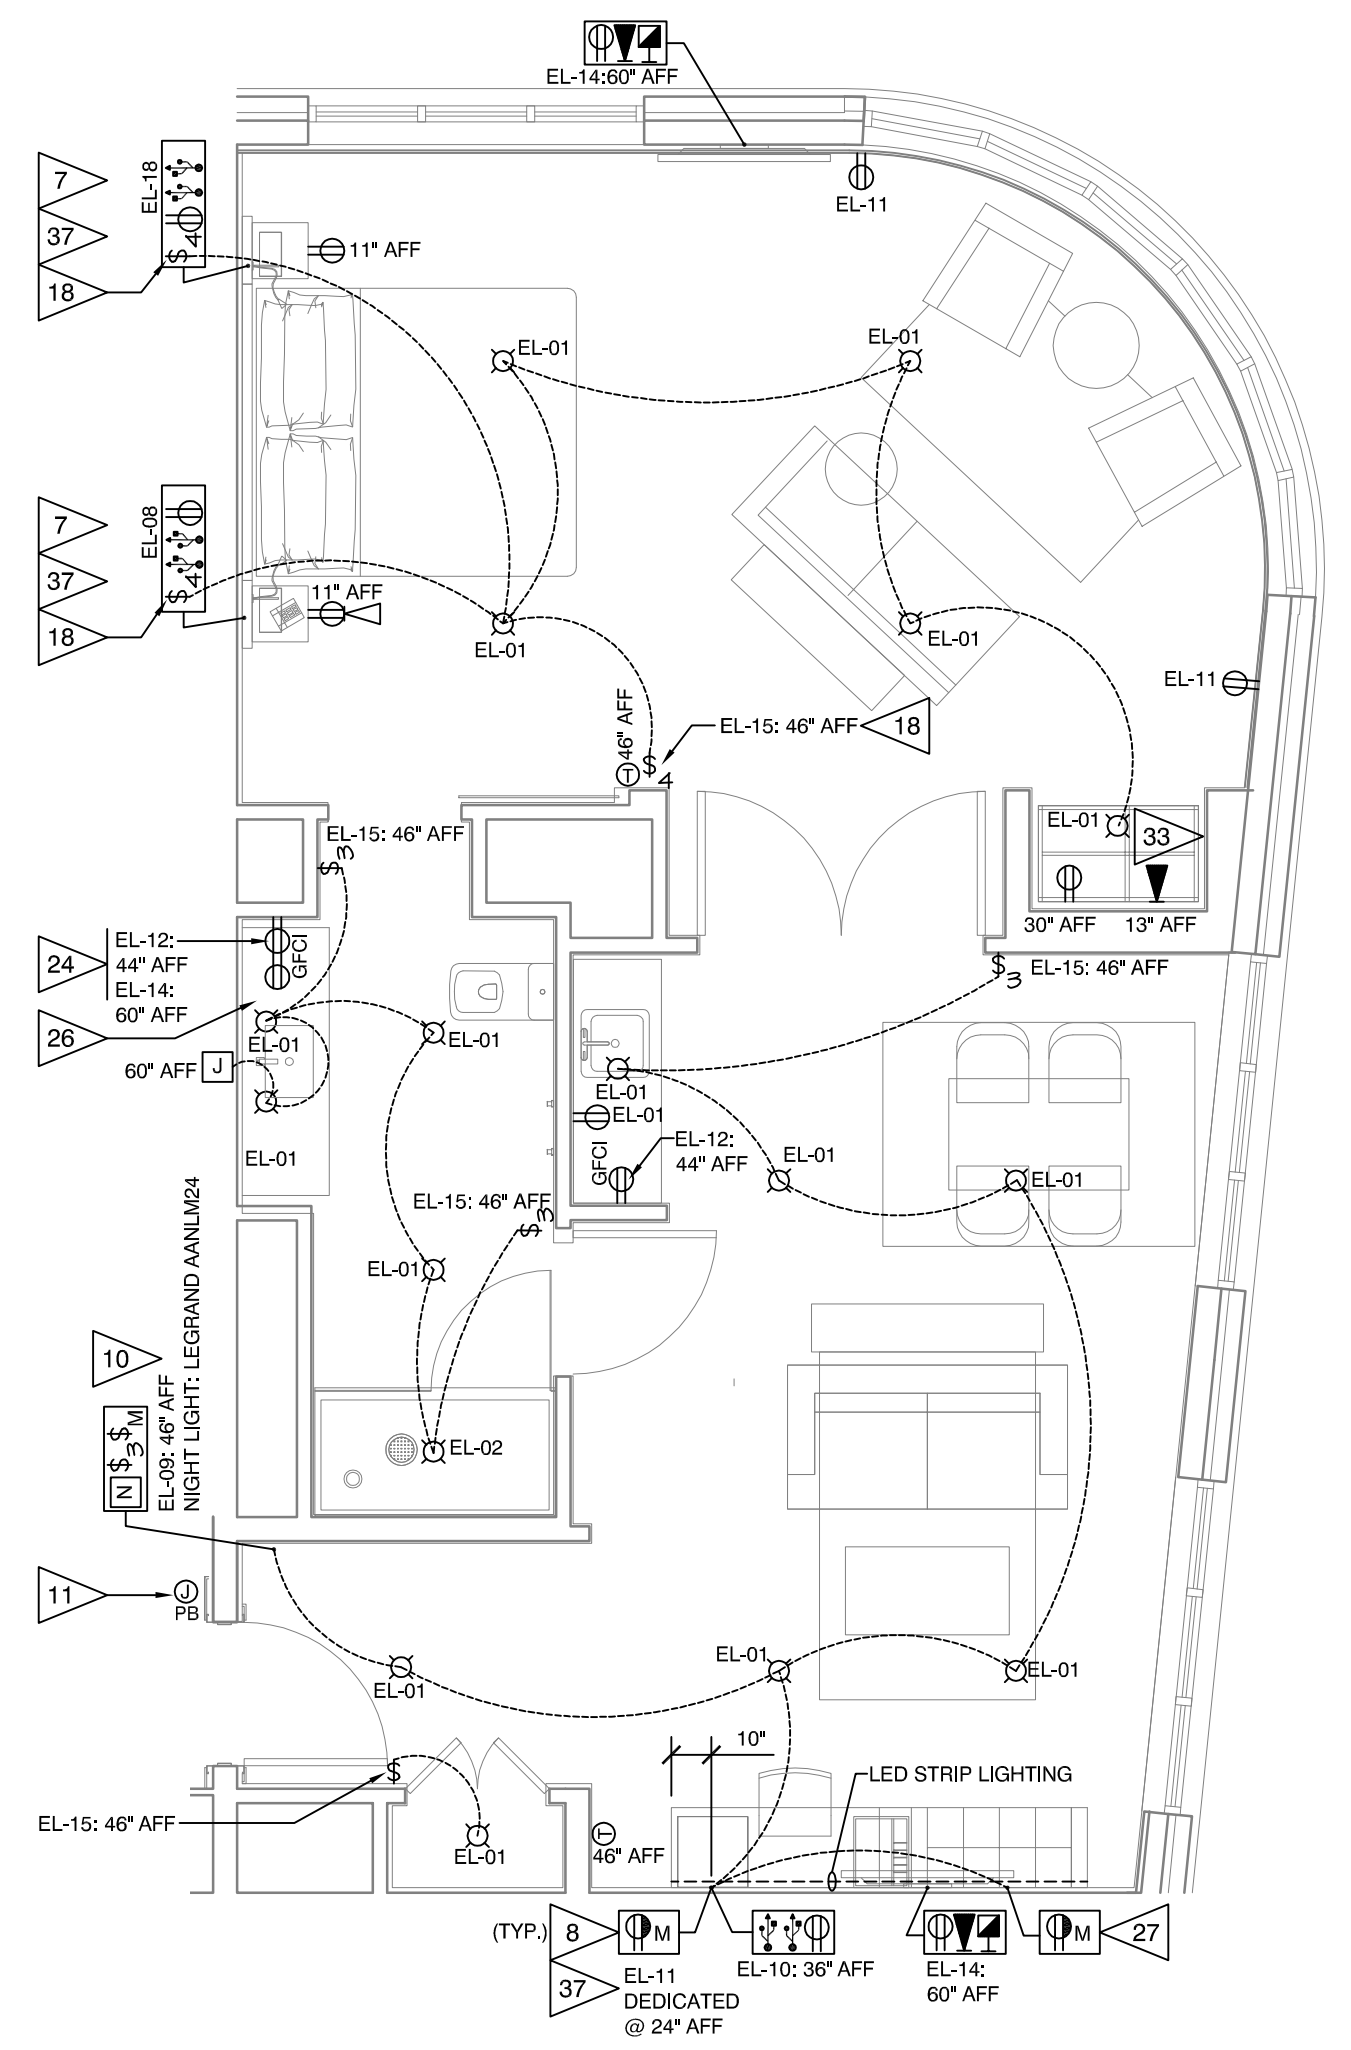 EL-14:60" AFF
7
37
18
EL-18
$4
EL-11
11" AFF
EL-01
EL-01
7
37
18
EL-08
$4
11" AFF
EL-01
EL-01
EL-11
46" AFF
T
$4
EL-15: 46" AFF
18
EL-15: 46" AFF
$3
EL-01
33
30" AFF
13" AFF
24
EL-12:
44" AFF
EL-14:
60" AFF
GFCI
26
EL-01
EL-01
60" AFF
J
EL-01
$3
EL-15: 46" AFF
EL-01
EL-01
GFCI
EL-12:
44" AFF
EL-01
EL-01
EL-15: 46" AFF
$3
EL-01
10
N
$3
$M
EL-09: 46" AFF
NIGHT LIGHT: LEGRAND AANLM24
EL-02
11
J
PB
EL-01
EL-01
EL-01
10"
LED STRIP LIGHTING
$
EL-15: 46" AFF
EL-01
T
46" AFF
(TYP.)
8
37
M
EL-11
DEDICATED
@ 24" AFF
EL-10: 36" AFF
EL-14:
60" AFF
M
27